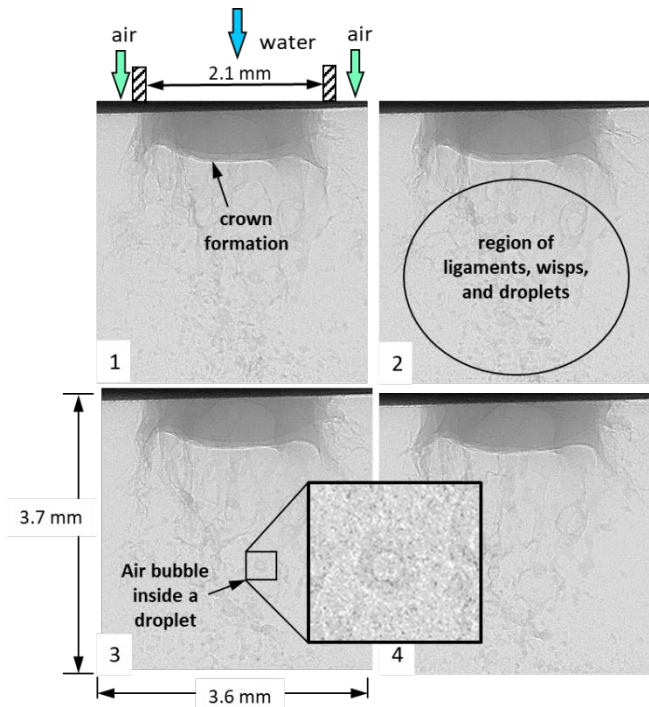 air
water
air
2.1 mm
crown
formation
1
region of
ligaments, wisps,
and droplets
2
3.7 mm
Air bubble
inside a
droplet
3
4
3.6 mm